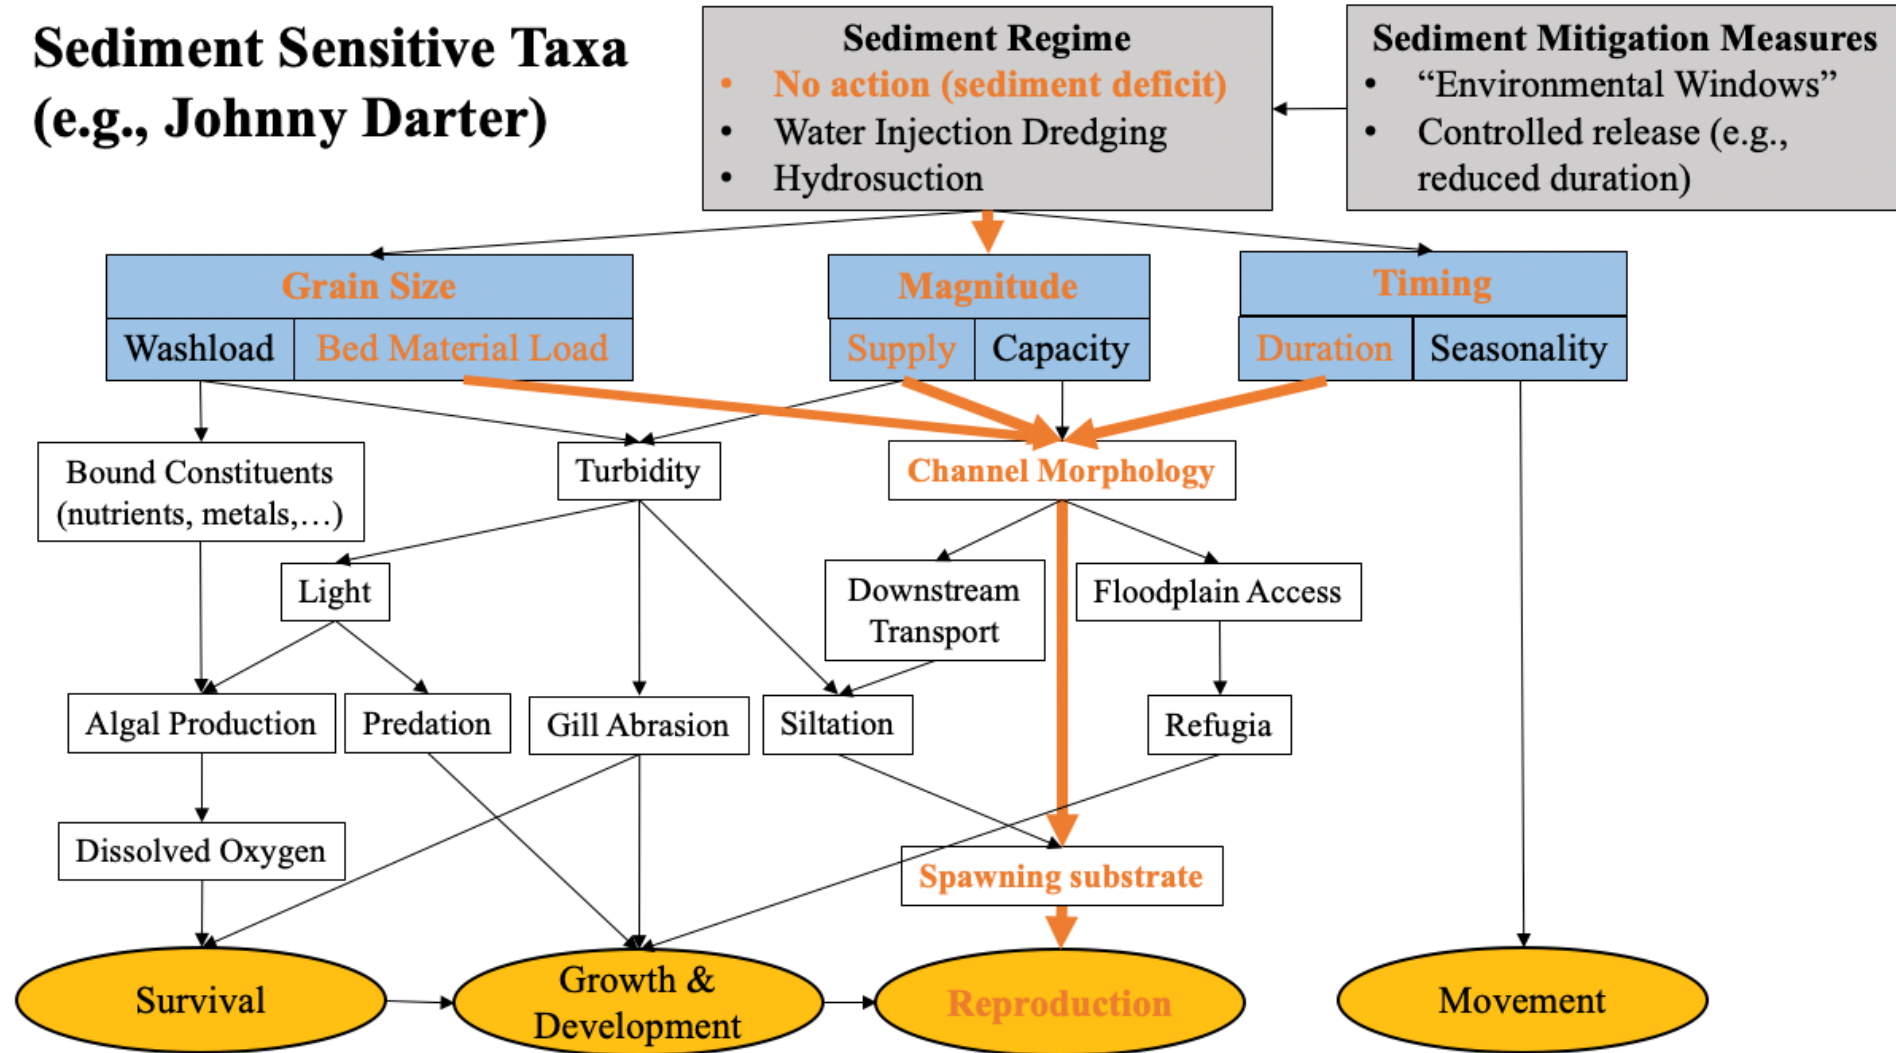 Sediment Sensitive Taxa
(e.g., Johnny Darter)
Sediment Regime
• No action (sediment deficit)
• Water Injection Dredging
• Hydrosuction
Sediment Mitigation Measures
• “Environmental Windows”
• Controlled release (e.g.,
reduced duration)
Grain Size
Washload
Bed Material Load
Magnitude
Supply
Capacity
Timing
Duration
Seasonality
Bound Constituents
(nutrients, metals,…)
Turbidity
Channel Morphology
Light
Downstream
Transport
Floodplain Access
Algal Production
Predation
Gill Abrasion
Siltation
Refugia
Dissolved Oxygen
Spawning substrate
Survival
Growth &
Development
Reproduction
Movement